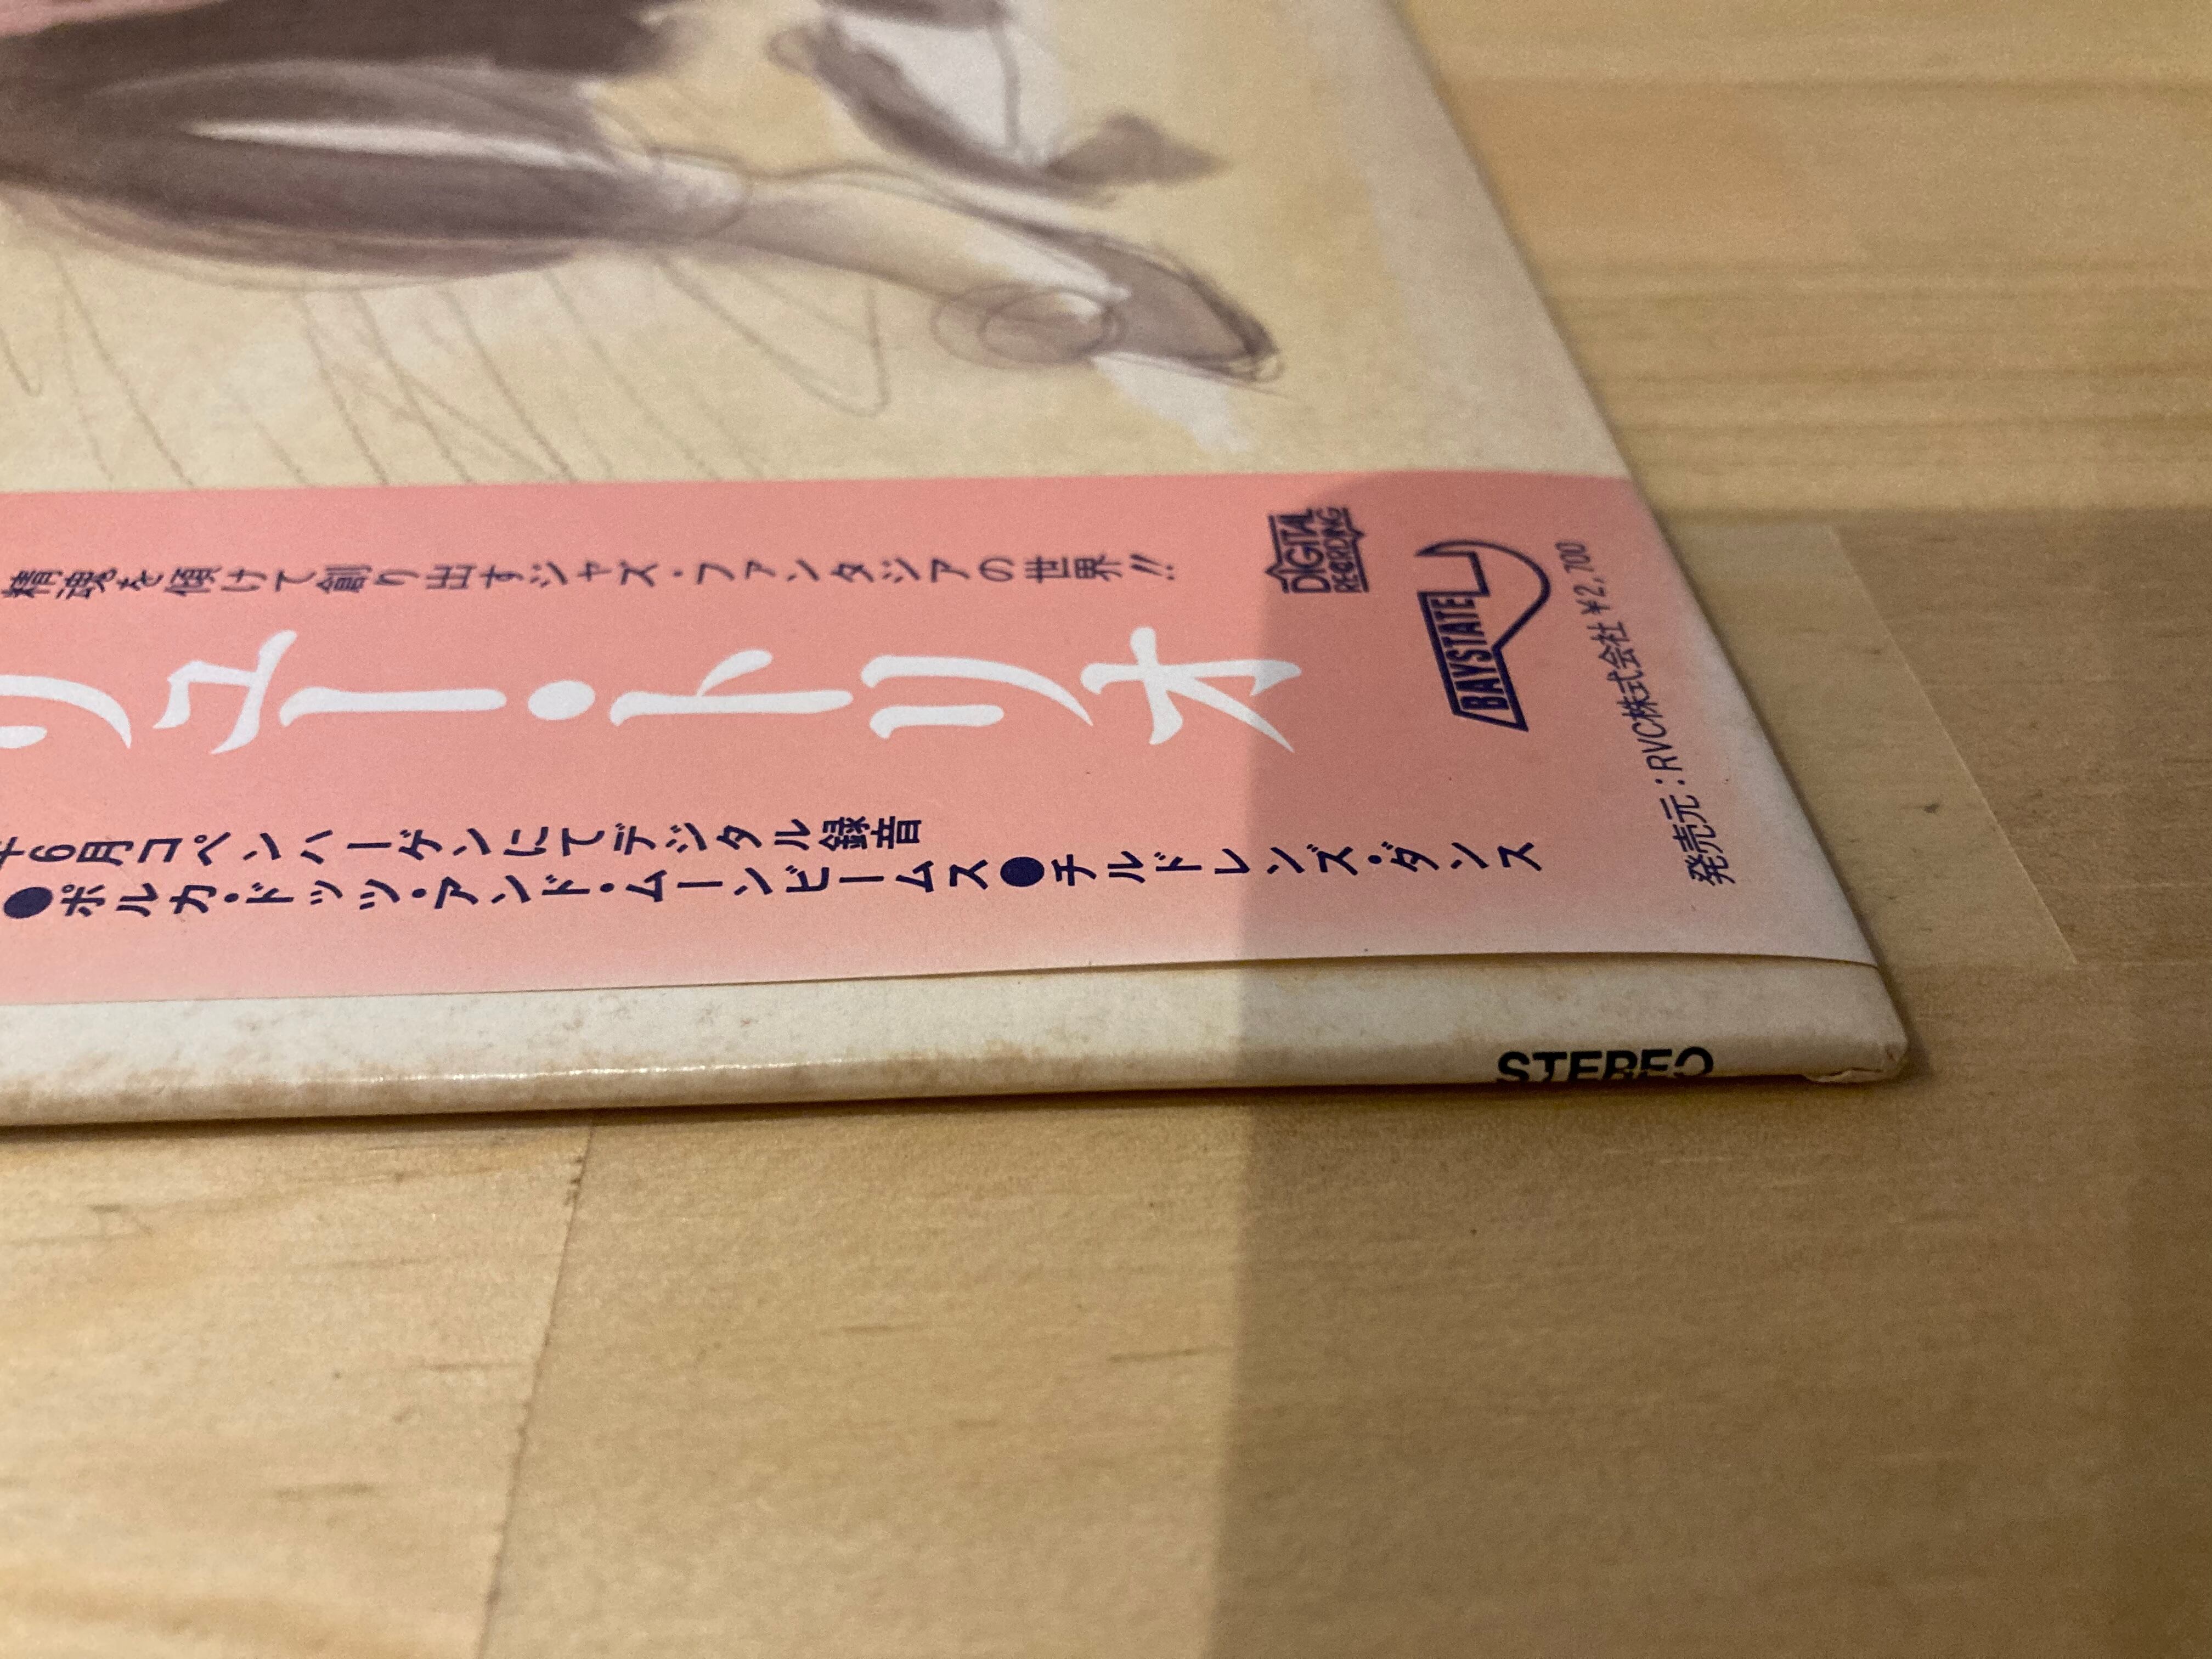 精魂を傾けて創り出すジャズ・ファンタジアの世界!!
リュー・トリオ
年6月コペンハーゲンにてデジタル録音
●ポルカ・ドッツ・アンド・ムーンビームス●チルドレンズ・ダンス
DIGITAL
RECORDING
BAYSTATE
発売元：RVC株式会社 ¥2,700
STEREO